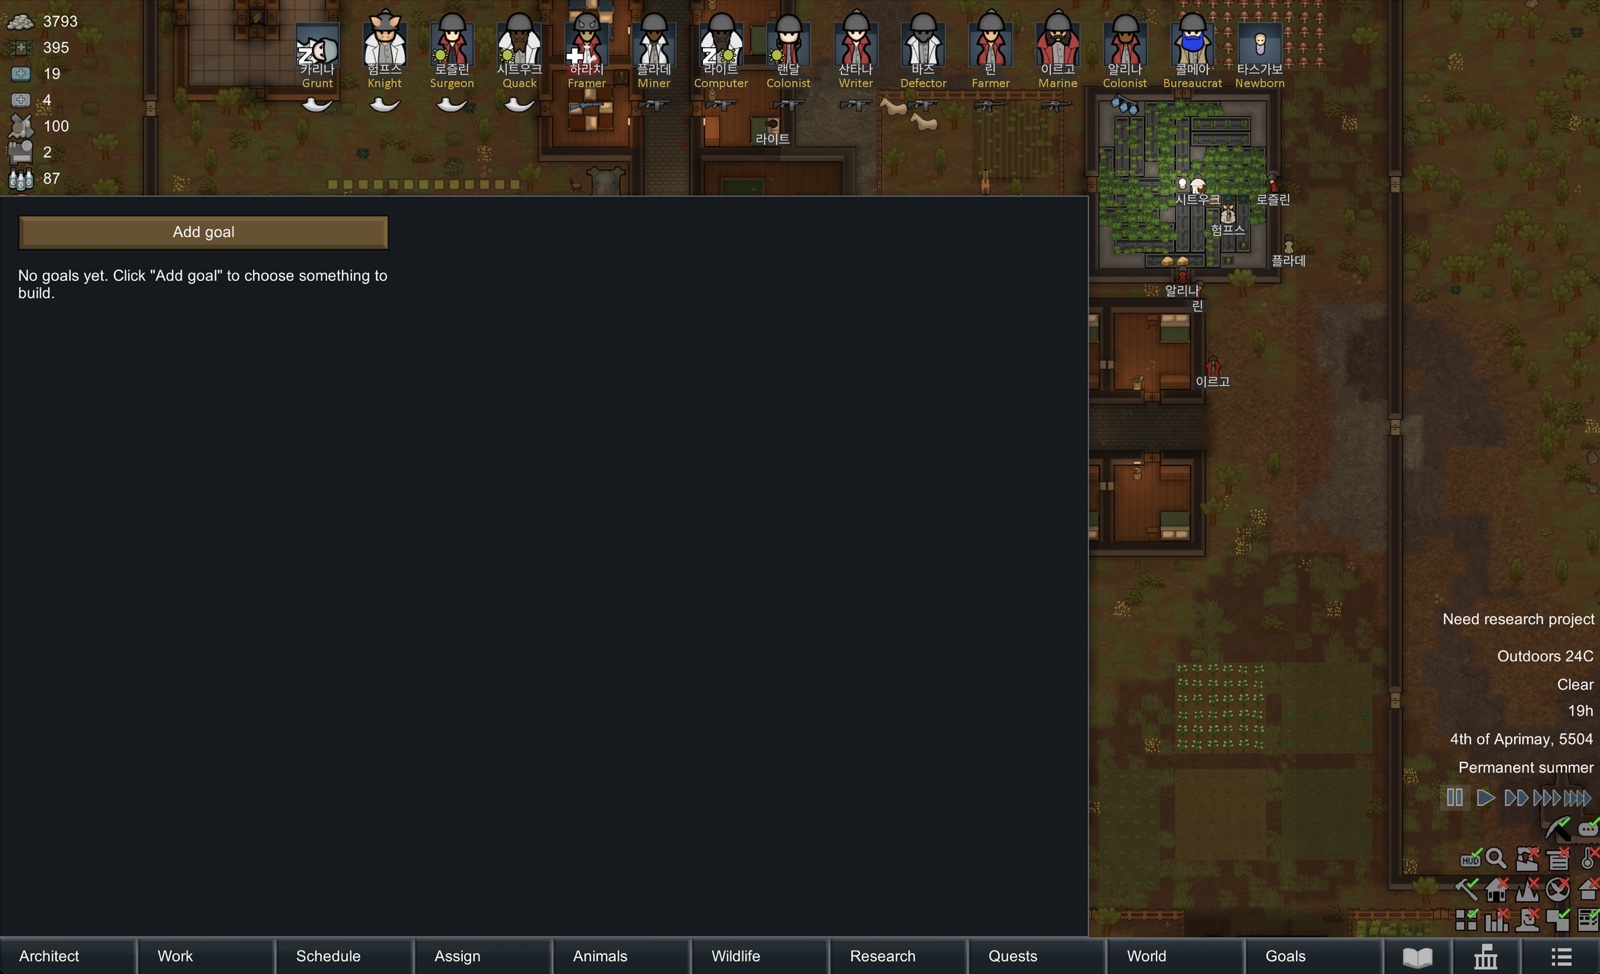 3793
395
19
4
100
2
87
카리나
Grunt
험프스
Knight
로즐린
Surgeon
시트우크
Quack
하라치
Framer
플라데
Miner
라이트
Computer
랜달
Colonist
산타나
Writer
바즈
Defector
린
Farmer
이르고
Marine
알리나
Colonist
콜메아
Bureaucrat
타스가보
Newborn
라이트
시트우크
로즐린
험프스
플라데
알리나
린
이르고
Add goal
No goals yet. Click "Add goal" to choose something to
build.
Need research project
Outdoors 24C
Clear
19h
4th of Aprimay, 5504
Permanent summer
HUD
Architect
Work
Schedule
Assign
Animals
Wildlife
Research
Quests
World
Goals